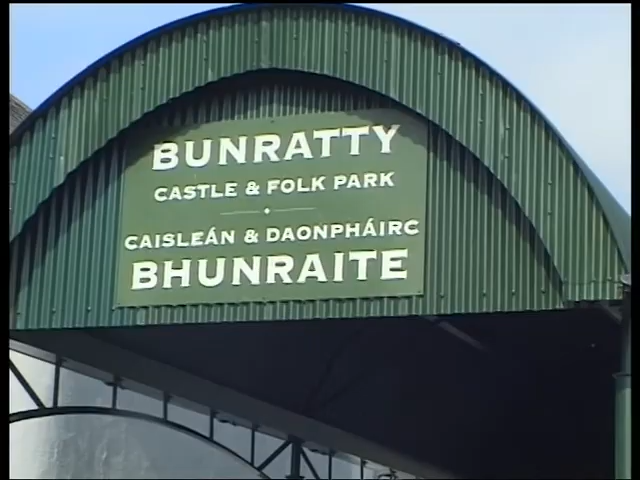 BUNRATTY
CASTLE & FOLK PARK
CAISLEÁN & DAONPHÁIRC
BHUNRAITE